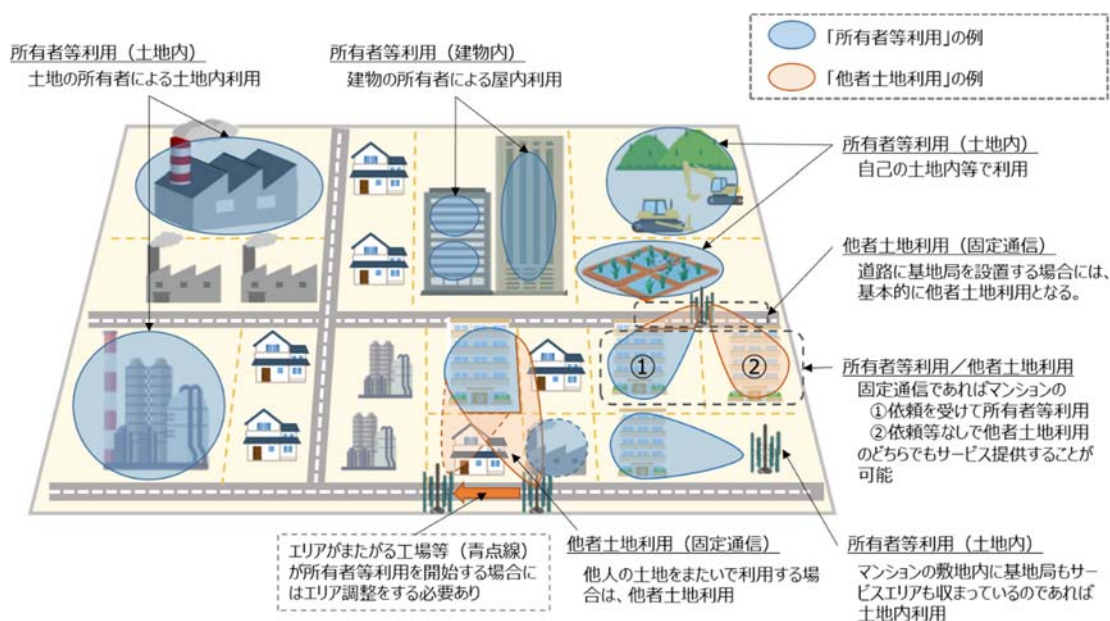 「所有者等利用」の例
「他者土地利用」の例
所有者等利用（土地内）
土地の所有者による土地内利用
所有者等利用（建物内）
建物の所有者による屋内利用
所有者等利用（土地内）
自己の土地内等で利用
他者土地利用（固定通信）
道路に基地局を設置する場合には、
基本的に他者土地利用となる。
①
②
所有者等利用／他者土地利用
固定通信であればマンションの
①依頼を受けて所有者等利用
②依頼等なしで他者土地利用
のどちらでもサービス提供することが
可能
エリアがまたがる工場等（青点線）
が所有者等利用を開始する場合に
はエリア調整をする必要あり
他者土地利用（固定通信）
他人の土地をまたいで利用する場
合は、他者土地利用
所有者等利用（土地内）
マンションの敷地内に基地局もサー
ビスエリアも収まっているのであれば
土地内利用